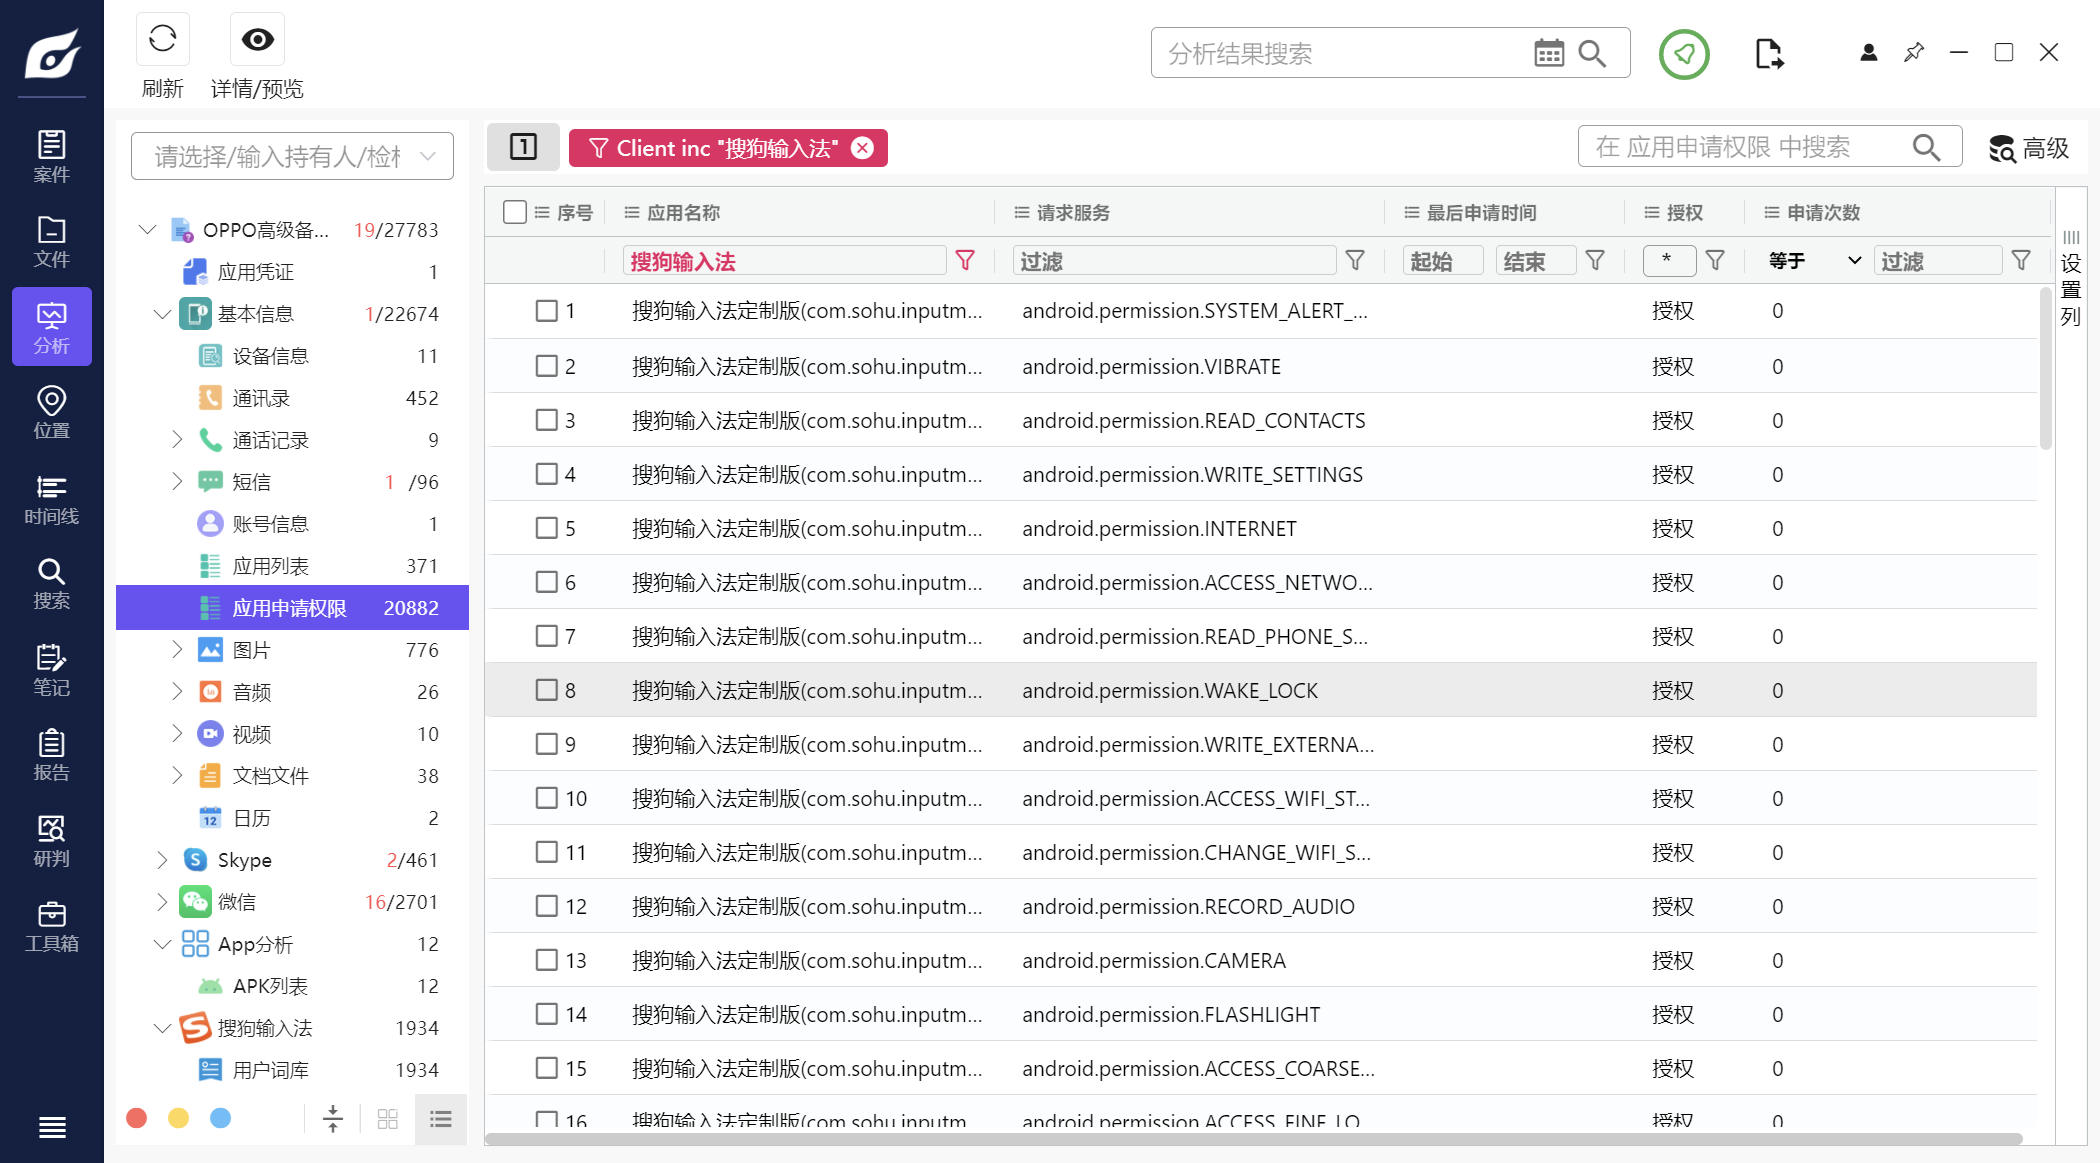 刷新
详情/预览
分析结果搜索
案件
文件
分析
位置
时间线
搜索
笔记
报告
研判
工具箱
请选择/输入持有人/检材
OPPO高级备... 19/27783
应用凭证 1
基本信息 1/22674
设备信息 11
通讯录 452
通话记录 9
短信 1 /96
账号信息 1
应用列表 371
应用申请权限 20882
图片 776
音频 26
视频 10
文档文件 38
日历 2
Skype 2/461
微信 16/2701
App分析 12
APK列表 12
搜狗输入法 1934
用户词库 1934
1
Client inc "搜狗输入法"
在 应用申请权限 中搜索
高级
序号 应用名称 请求服务 最后申请时间 授权 申请次数
搜狗输入法 过滤 起始 结束 * 等于 过滤
设置列
1 搜狗输入法定制版(com.sohu.inputm... android.permission.SYSTEM_ALERT_... 授权 0
2 搜狗输入法定制版(com.sohu.inputm... android.permission.VIBRATE 授权 0
3 搜狗输入法定制版(com.sohu.inputm... android.permission.READ_CONTACTS 授权 0
4 搜狗输入法定制版(com.sohu.inputm... android.permission.WRITE_SETTINGS 授权 0
5 搜狗输入法定制版(com.sohu.inputm... android.permission.INTERNET 授权 0
6 搜狗输入法定制版(com.sohu.inputm... android.permission.ACCESS_NETWO... 授权 0
7 搜狗输入法定制版(com.sohu.inputm... android.permission.READ_PHONE_S... 授权 0
8 搜狗输入法定制版(com.sohu.inputm... android.permission.WAKE_LOCK 授权 0
9 搜狗输入法定制版(com.sohu.inputm... android.permission.WRITE_EXTERNA... 授权 0
10 搜狗输入法定制版(com.sohu.inputm... android.permission.ACCESS_WIFI_ST... 授权 0
11 搜狗输入法定制版(com.sohu.inputm... android.permission.CHANGE_WIFI_S... 授权 0
12 搜狗输入法定制版(com.sohu.inputm... android.permission.RECORD_AUDIO 授权 0
13 搜狗输入法定制版(com.sohu.inputm... android.permission.CAMERA 授权 0
14 搜狗输入法定制版(com.sohu.inputm... android.permission.FLASHLIGHT 授权 0
15 搜狗输入法定制版(com.sohu.inputm... android.permission.ACCESS_COARSE... 授权 0
16 搜狗输入法定制版(com.sohu.inputm... android.permission.ACCESS_FINE_LO... 授权 0